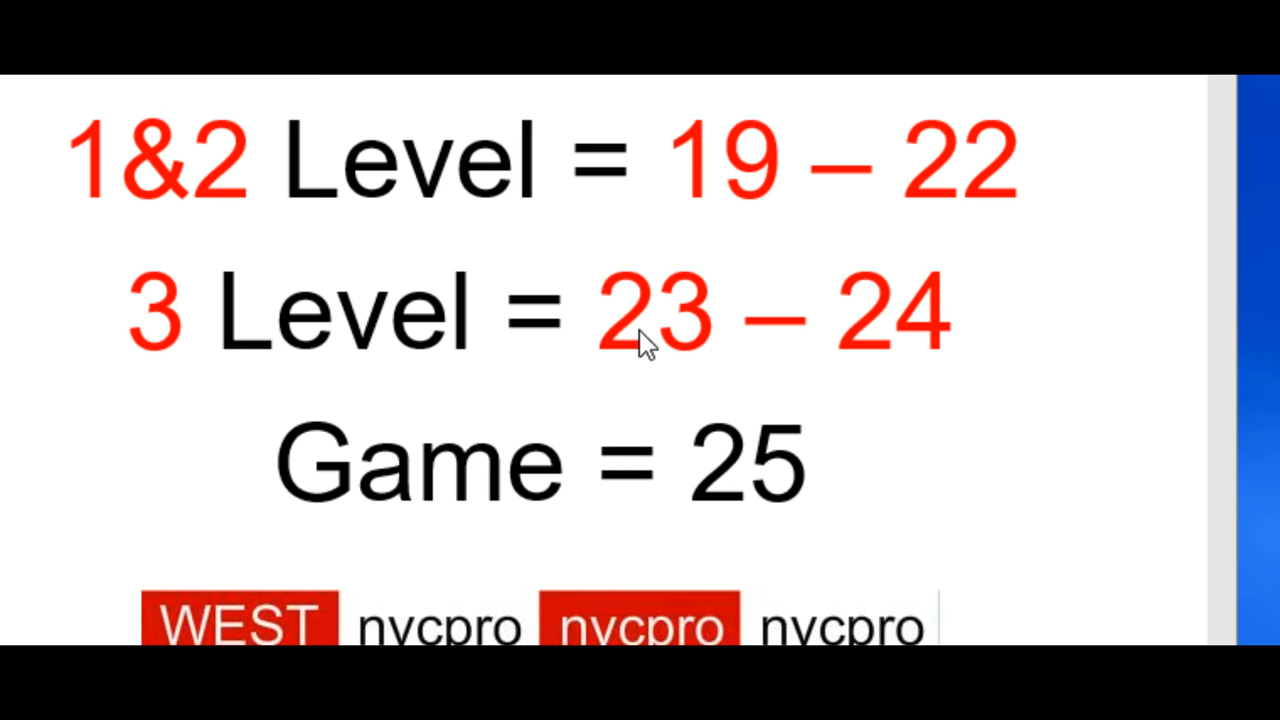 1&2 Level = 19 – 22
3 Level = 23 – 24
Game = 25
WEST nycpro nycpro nycpro